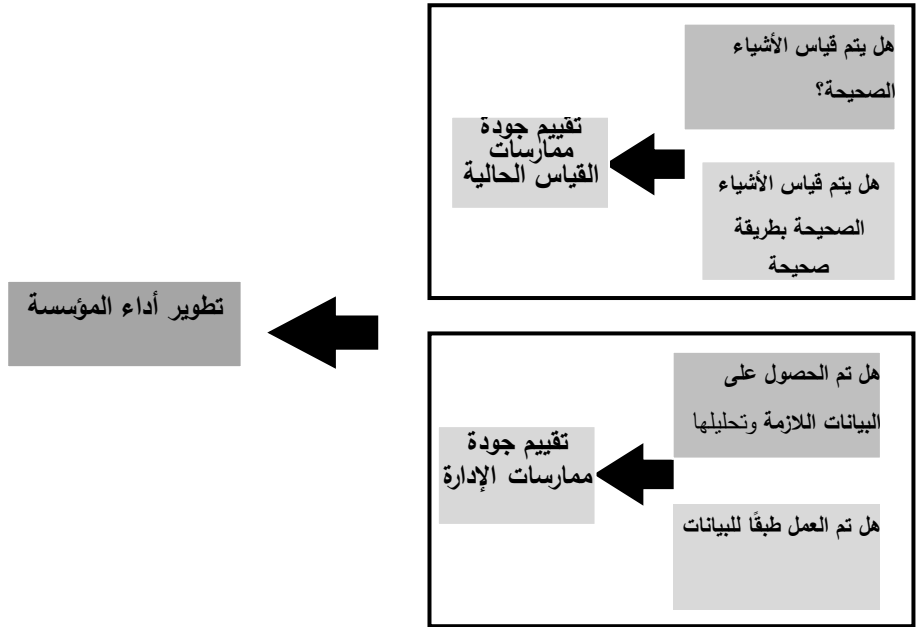 هل يتم قياس الأشياء
الصحيحة؟
تقييم جودة
ممارسات
القياس الحالية
هل يتم قياس الأشياء
الصحيحة بطريقة
صحيحة
هل تم الحصول على
البيانات اللازمة وتحليلها
تقييم جودة
ممارسات الإدارة
هل تم العمل طبقًا للبيانات
تطوير أداء المؤسسة